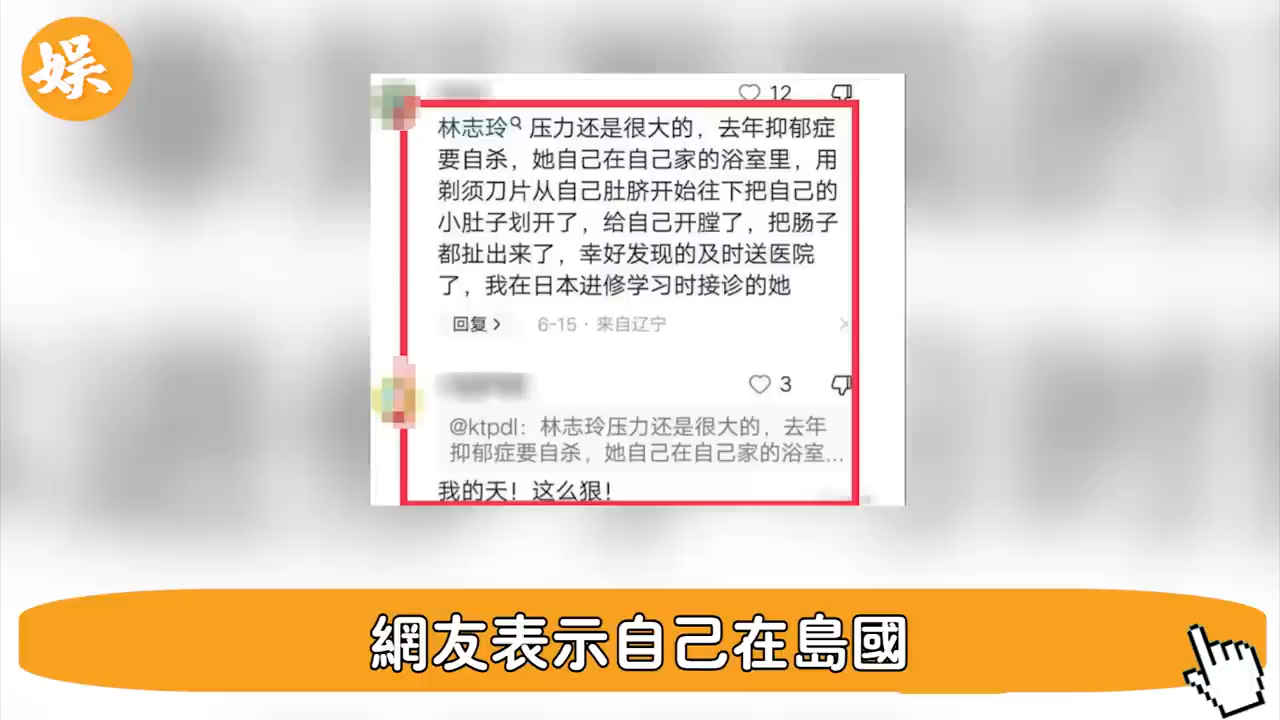 娱
12
林志玲 压力还是很大的，去年抑郁症
要自杀，她自己在自己家的浴室里，用
剃须刀片从自己肚脐开始往下把自己的
小肚子划开了，给自己开膛了，把肠子
都扯出来了，幸好发现的及时送医院
了，我在日本进修学习时接诊的她
回复 > 6-15 · 来自辽宁
3
@ktpdl：林志玲压力还是很大的，去年
抑郁症要自杀，她自己在自己家的浴室...
我的天！这么狠！
網友表示自己在島國